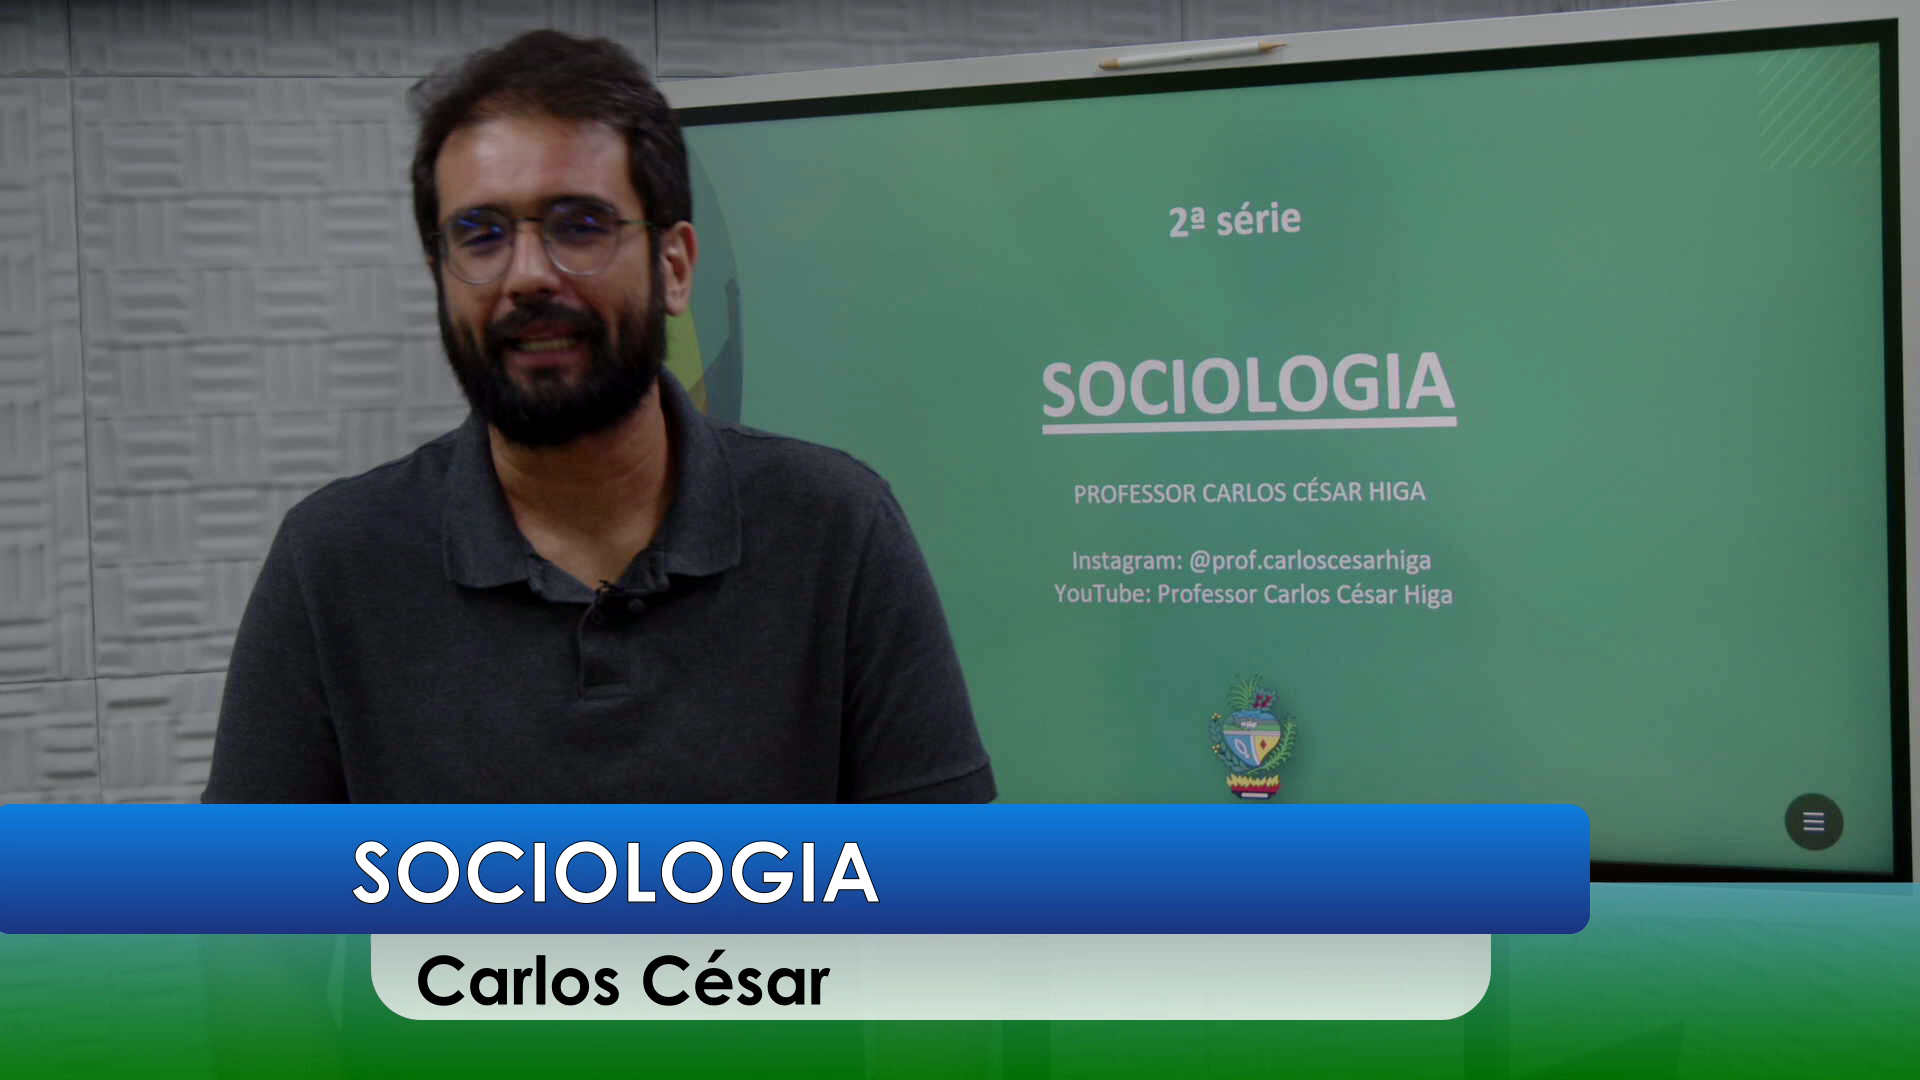 2ª série
SOCIOLOGIA
PROFESSOR CARLOS CÉSAR HIGA
Instagram: @prof.carloscesarhiga
YouTube: Professor Carlos César Higa
SOCIOLOGIA
Carlos César